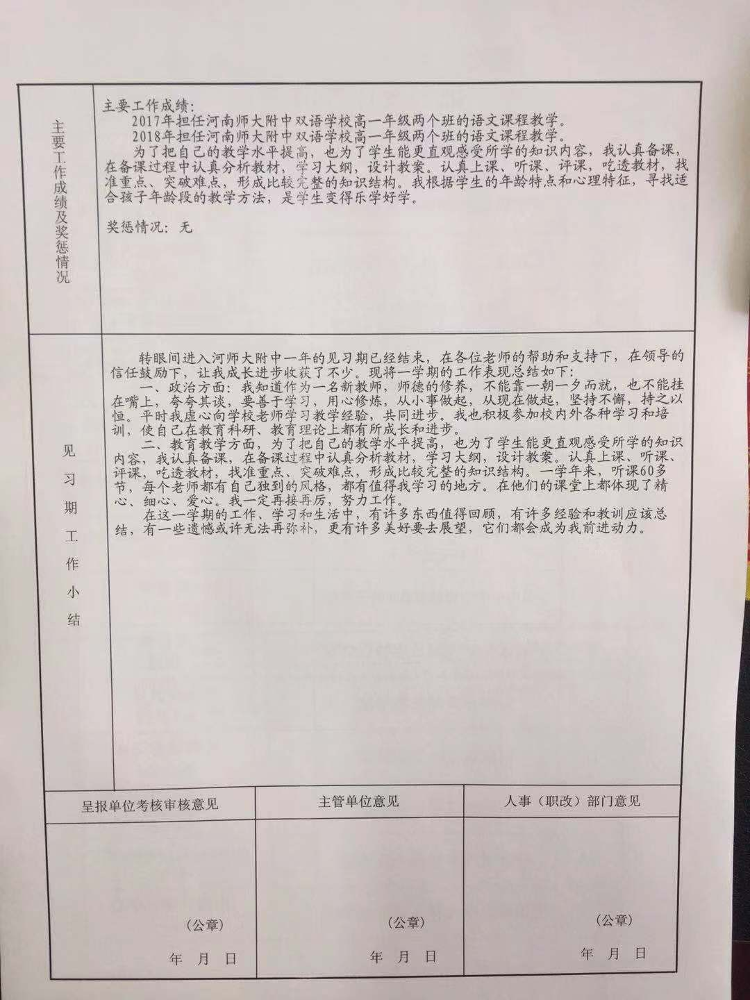 主要工作成绩及奖惩情况
主要工作成绩：
2017年担任河南师大附中双语学校高一年级两个班的语文课程教学。
2018年担任河南师大附中双语学校高一年级两个班的语文课程教学。
为了把自己的教学水平提高，也为了学生能更直观感受所学的知识内容，我认真备课，
在备课过程中认真分析教材，学习大纲，设计教案。认真上课、听课、评课，吃透教材，找
准重点、突破难点，形成比较完整的知识结构。我根据学生的年龄特点和心理特征，寻找适
合孩子年龄段的教学方法，是学生变得乐学好学。
奖惩情况：无
见习期工作小结
转眼间进入河师大附中一年的见习期已经结束，在各位老师的帮助和支持下，在领导的
信任鼓励下，让我成长进步收获了不少。现将一学期的工作表现总结如下：
一、政治方面：我知道作为一名新教师，师德的修养，不能靠一朝一夕而就，也不能挂
在嘴上，夸夸其谈，要善于学习，用心修炼，从小事做起，从现在做起，坚持不懈，持之以
恒。平时我虚心向学校老师学习教学经验，共同进步。我也积极参加校内外各种学习和培
训，使自己在教育科研、教育理论上都有所成长和进步。
二、教育教学方面，为了把自己的教学水平提高，也为了学生能更直观感受所学的知识
内容，我认真备课，在备课过程中认真分析教材，学习大纲，设计教案。认真上课、听课、
评课，吃透教材，找准重点、突破难点，形成比较完整的知识结构。一学年来，听课60多
节，每个老师都有自己独到的风格，都有值得我学习的地方。在他们的课堂上都体现了精
心、细心、爱心。我一定再接再厉，努力工作。
在这一学期的工作、学习和生活中，有许多东西值得回顾，有许多经验和教训应该总
结，有一些遗憾或许无法再弥补，更有许多美好要去展望，它们都会成为我前进动力。
呈报单位考核审核意见
主管单位意见
人事（职改）部门意见
（公章）
（公章）
（公章）
年 月 日
年 月 日
年 月 日